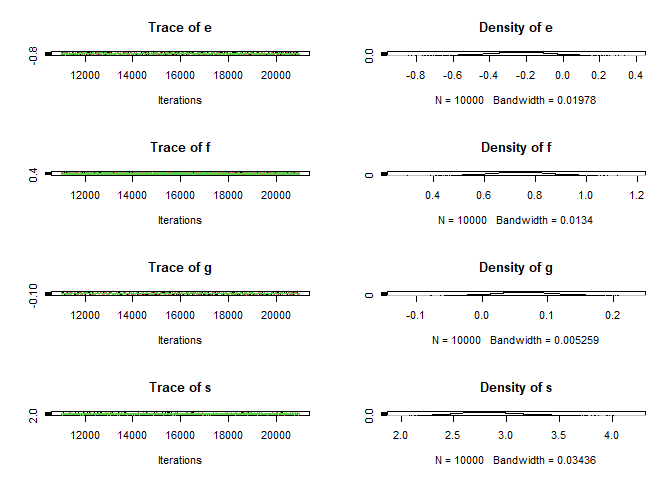 Trace of e
-0.8
12000 14000 16000 18000 20000
Iterations
Density of e
0.0
-0.8 -0.6 -0.4 -0.2 0.0 0.2 0.4
N = 10000 Bandwidth = 0.01978
Trace of f
0.4
12000 14000 16000 18000 20000
Iterations
Density of f
0
0.4 0.6 0.8 1.0 1.2
N = 10000 Bandwidth = 0.0134
Trace of g
-0.10
12000 14000 16000 18000 20000
Iterations
Density of g
0
-0.1 0.0 0.1 0.2
N = 10000 Bandwidth = 0.005259
Trace of s
2.0
12000 14000 16000 18000 20000
Iterations
Density of s
0.0
2.0 2.5 3.0 3.5 4.0
N = 10000 Bandwidth = 0.03436